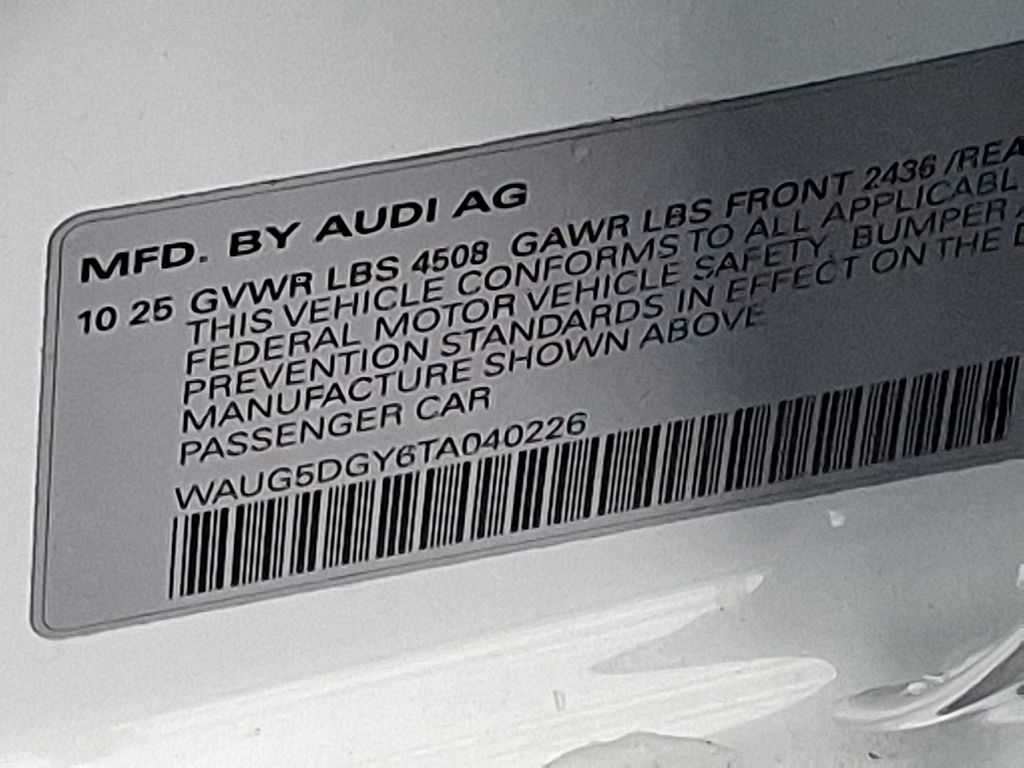 MFD. BY AUDI AG
10 25 GVWR LBS 4508 GAWR LBS FRONT 2436 /REA
THIS VEHICLE CONFORMS TO ALL APPLICABL
FEDERAL MOTOR VEHICLE SAFETY, BUMPER A
PREVENTION STANDARDS IN EFFECT ON THE D
MANUFACTURE SHOWN ABOVE
PASSENGER CAR
WAUG5DGY6TA040226